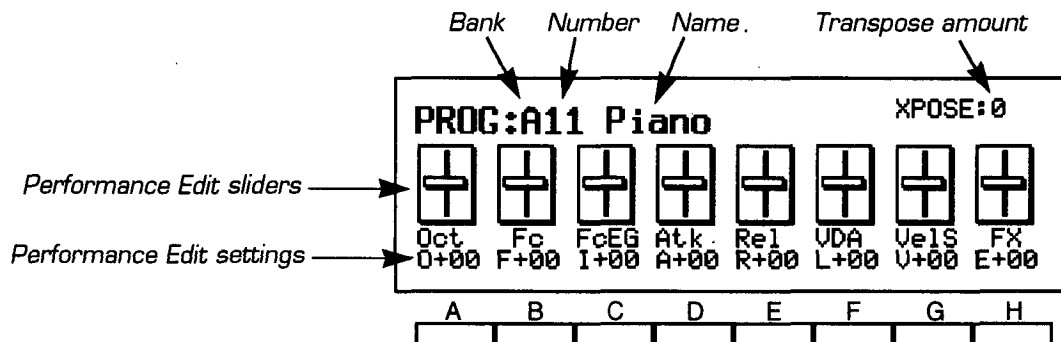 Bank Number Name. Transpose amount
PROG:A11 Piano XPOSE:0
Performance Edit sliders
Oct Fc FcEG Atk Rel VDA VelS FX
Performance Edit settings O+00 F+00 I+00 A+00 R+00 L+00 V+00 E+00
A B C D E F G H